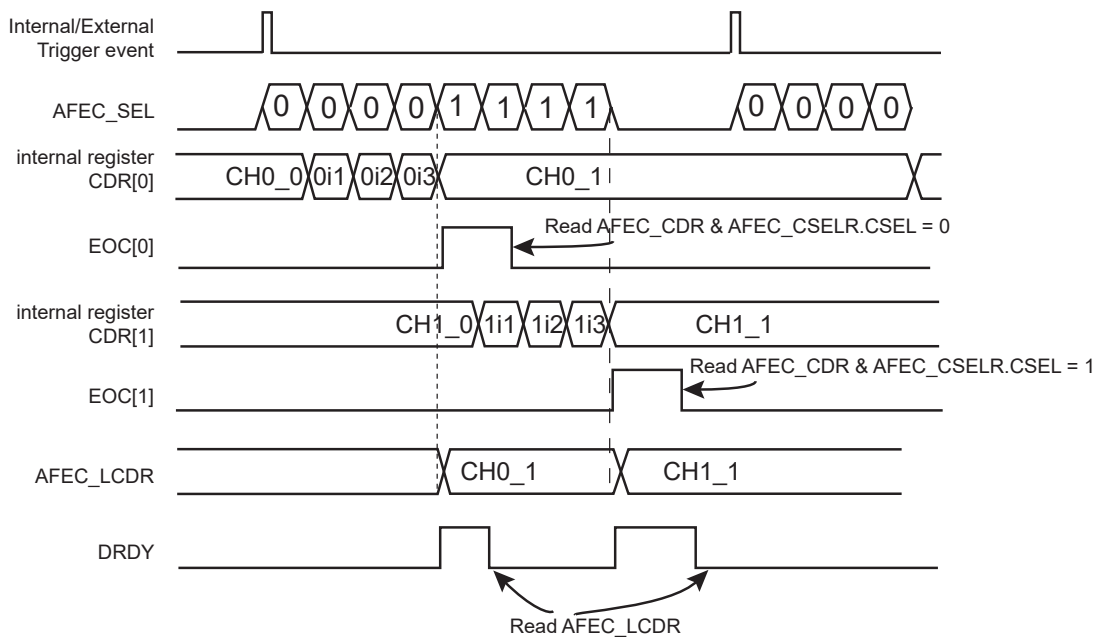 Internal/External
Trigger event
AFEC_SEL
0 0 0 0 1 1 1 1 0 0 0 0
internal register
CDR[0]
CH0_0 0i1 0i2 0i3 CH0_1
EOC[0]
Read AFEC_CDR & AFEC_CSELR.CSEL = 0
internal register
CDR[1]
CH1_0 1i1 1i2 1i3 CH1_1
EOC[1]
Read AFEC_CDR & AFEC_CSELR.CSEL = 1
AFEC_LCDR
CH0_1 CH1_1
DRDY
Read AFEC_LCDR